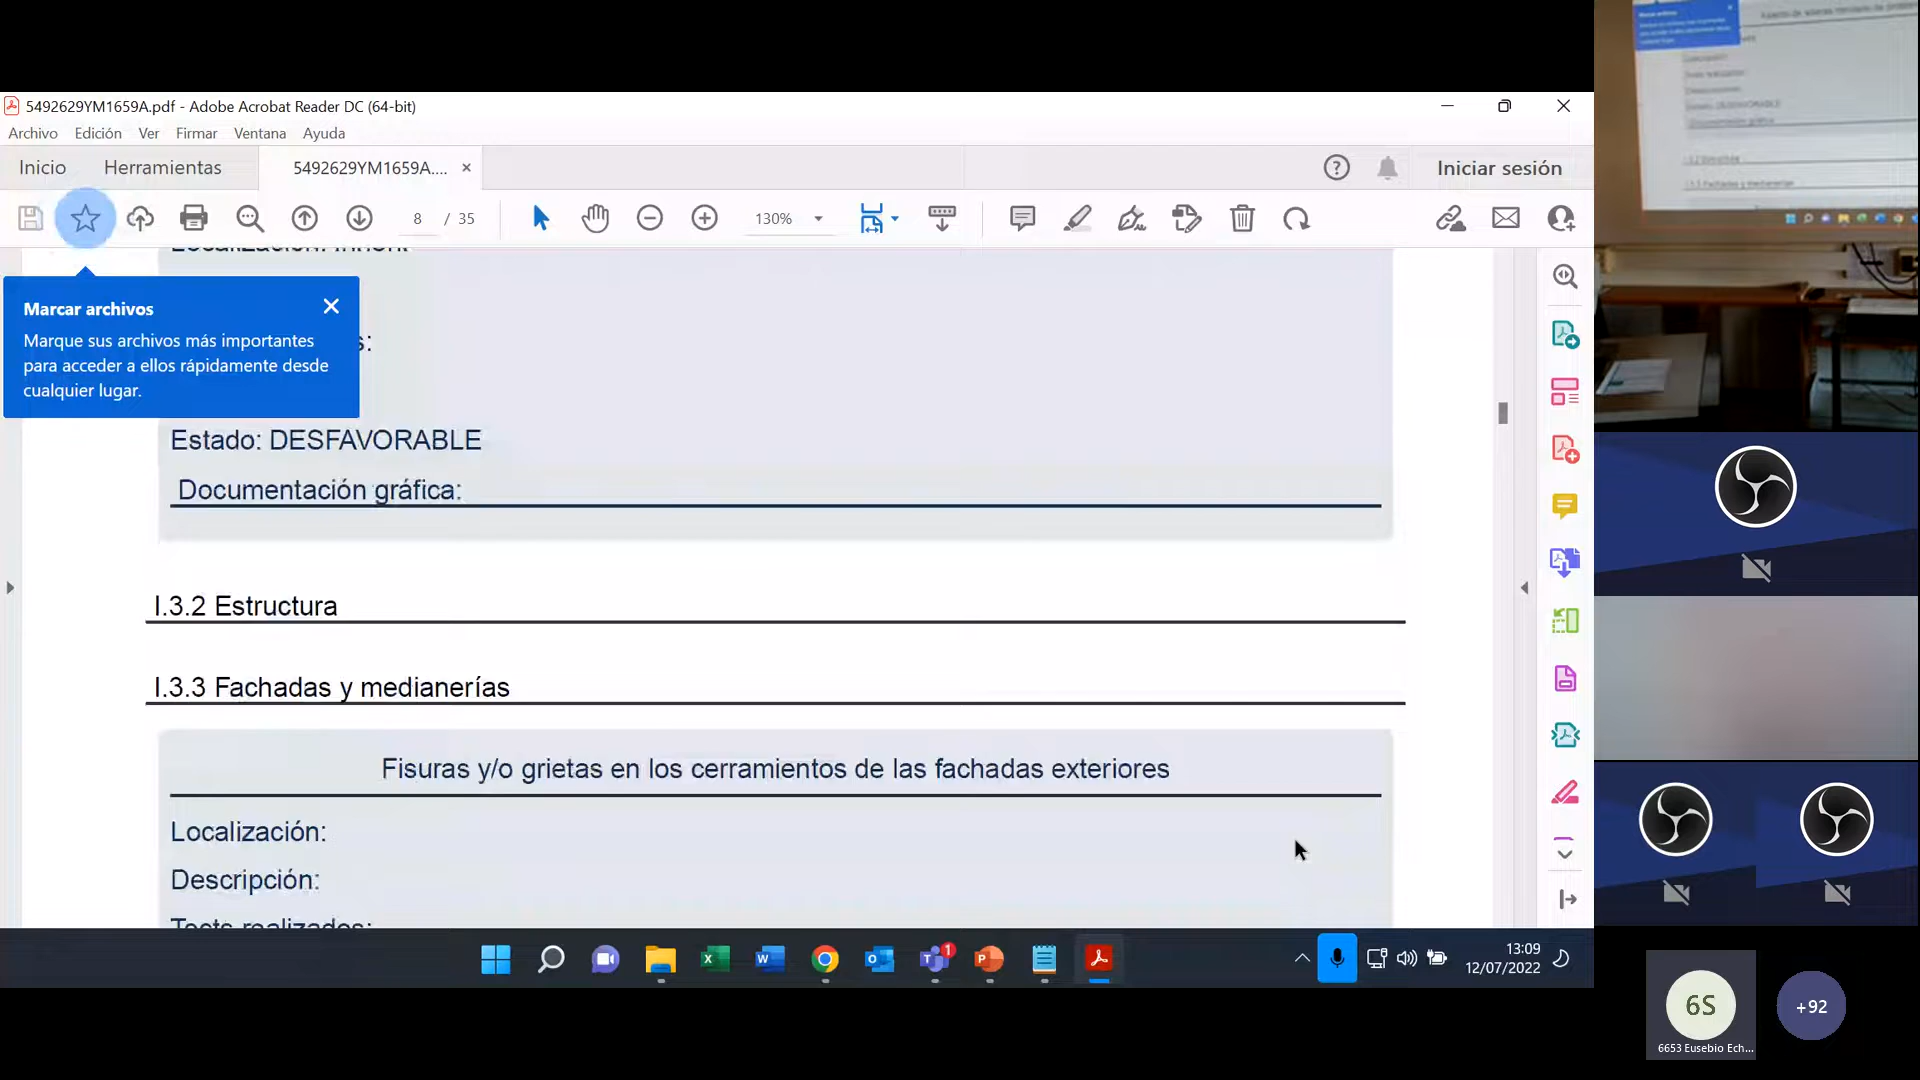 5492629YM1659A.pdf - Adobe Acrobat Reader DC (64-bit)
Archivo Edición Ver Firmar Ventana Ayuda
Inicio Herramientas 5492629YM1659A.... Iniciar sesión
8 / 35 130%
Marcar archivos
Marque sus archivos más importantes
para acceder a ellos rápidamente desde
cualquier lugar.
s:
Estado: DESFAVORABLE
Documentación gráfica:
I.3.2 Estructura
I.3.3 Fachadas y medianerías
Fisuras y/o grietas en los cerramientos de las fachadas exteriores
Localización:
Descripción:
Tests realizados:
1
13:09
12/07/2022
6S
6653 Eusebio Ech...
+92